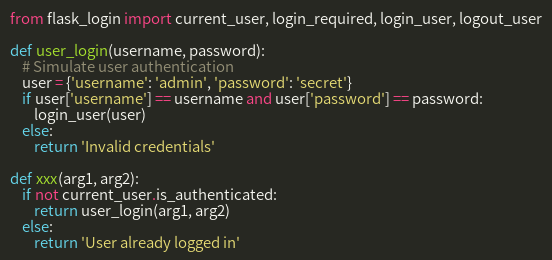 from flask_login import current_user, login_required, login_user, logout_user

def user_login(username, password):
    # Simulate user authentication
    user = {'username': 'admin', 'password': 'secret'}
    if user['username'] == username and user['password'] == password:
        login_user(user)
    else:
        return 'Invalid credentials'

def xxx(arg1, arg2):
    if not current_user.is_authenticated:
        return user_login(arg1, arg2)
    else:
        return 'User already logged in'